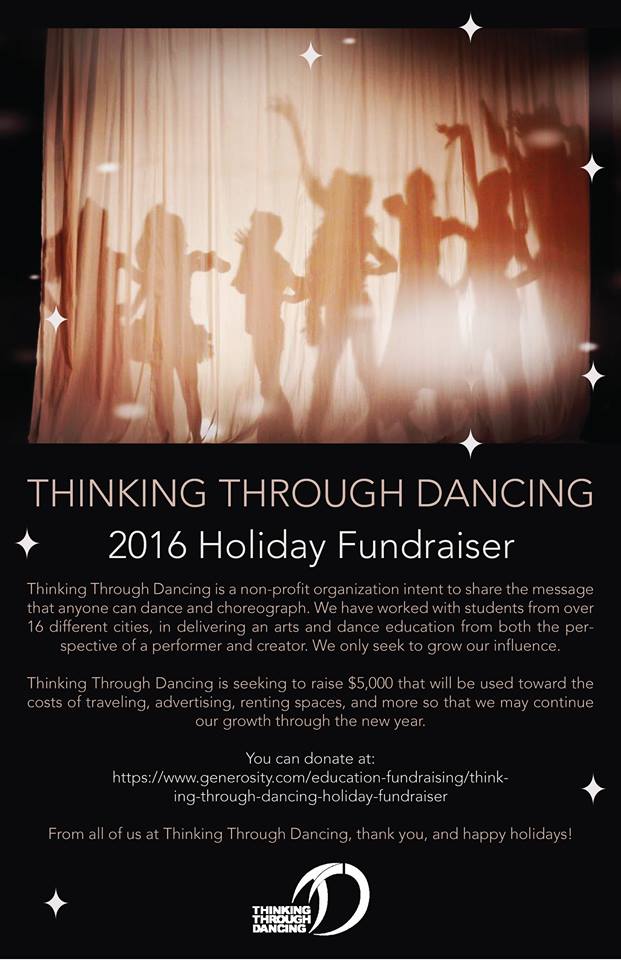 THINKING THROUGH DANCING
2016 Holiday Fundraiser
Thinking Through Dancing is a non-profit organization intent to share the message
that anyone can dance and choreograph. We have worked with students from over
16 different cities, in delivering an arts and dance education from both the per-
spective of a performer and creator. We only seek to grow our influence.
Thinking Through Dancing is seeking to raise $5,000 that will be used toward the
costs of traveling, advertising, renting spaces, and more so that we may continue
our growth through the new year.
You can donate at:
https://www.generosity.com/education-fundraising/think-
ing-through-dancing-holiday-fundraiser
From all of us at Thinking Through Dancing, thank you, and happy holidays!
THINKING
THROUGH
DANCING